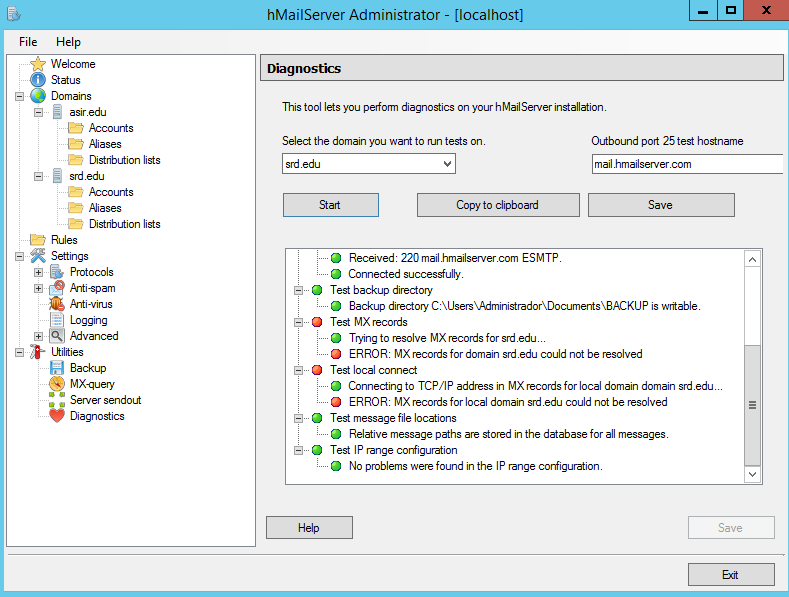 hMailServer Administrator - [localhost]
File Help
Welcome
Status
Domains
asir.edu
Accounts
Aliases
Distribution lists
srd.edu
Accounts
Aliases
Distribution lists
Rules
Settings
Protocols
Anti-spam
Anti-virus
Logging
Advanced
Utilities
Backup
MX-query
Server sendout
Diagnostics
Diagnostics
This tool lets you perform diagnostics on your hMailServer installation.
Select the domain you want to run tests on.
Outbound port 25 test hostname
srd.edu
mail.hmailserver.com
Start
Copy to clipboard
Save
Received: 220 mail.hmailserver.com ESMTP.
Connected successfully.
Test backup directory
Backup directory C:\Users\Administrador\Documents\BACKUP is writable.
Test MX records
Trying to resolve MX records for srd.edu...
ERROR: MX records for domain srd.edu could not be resolved
Test local connect
Connecting to TCP/IP address in MX records for local domain domain srd.edu...
ERROR: MX records for local domain srd.edu could not be resolved
Test message file locations
Relative message paths are stored in the database for all messages.
Test IP range configuration
No problems were found in the IP range configuration.
Help
Save
Exit